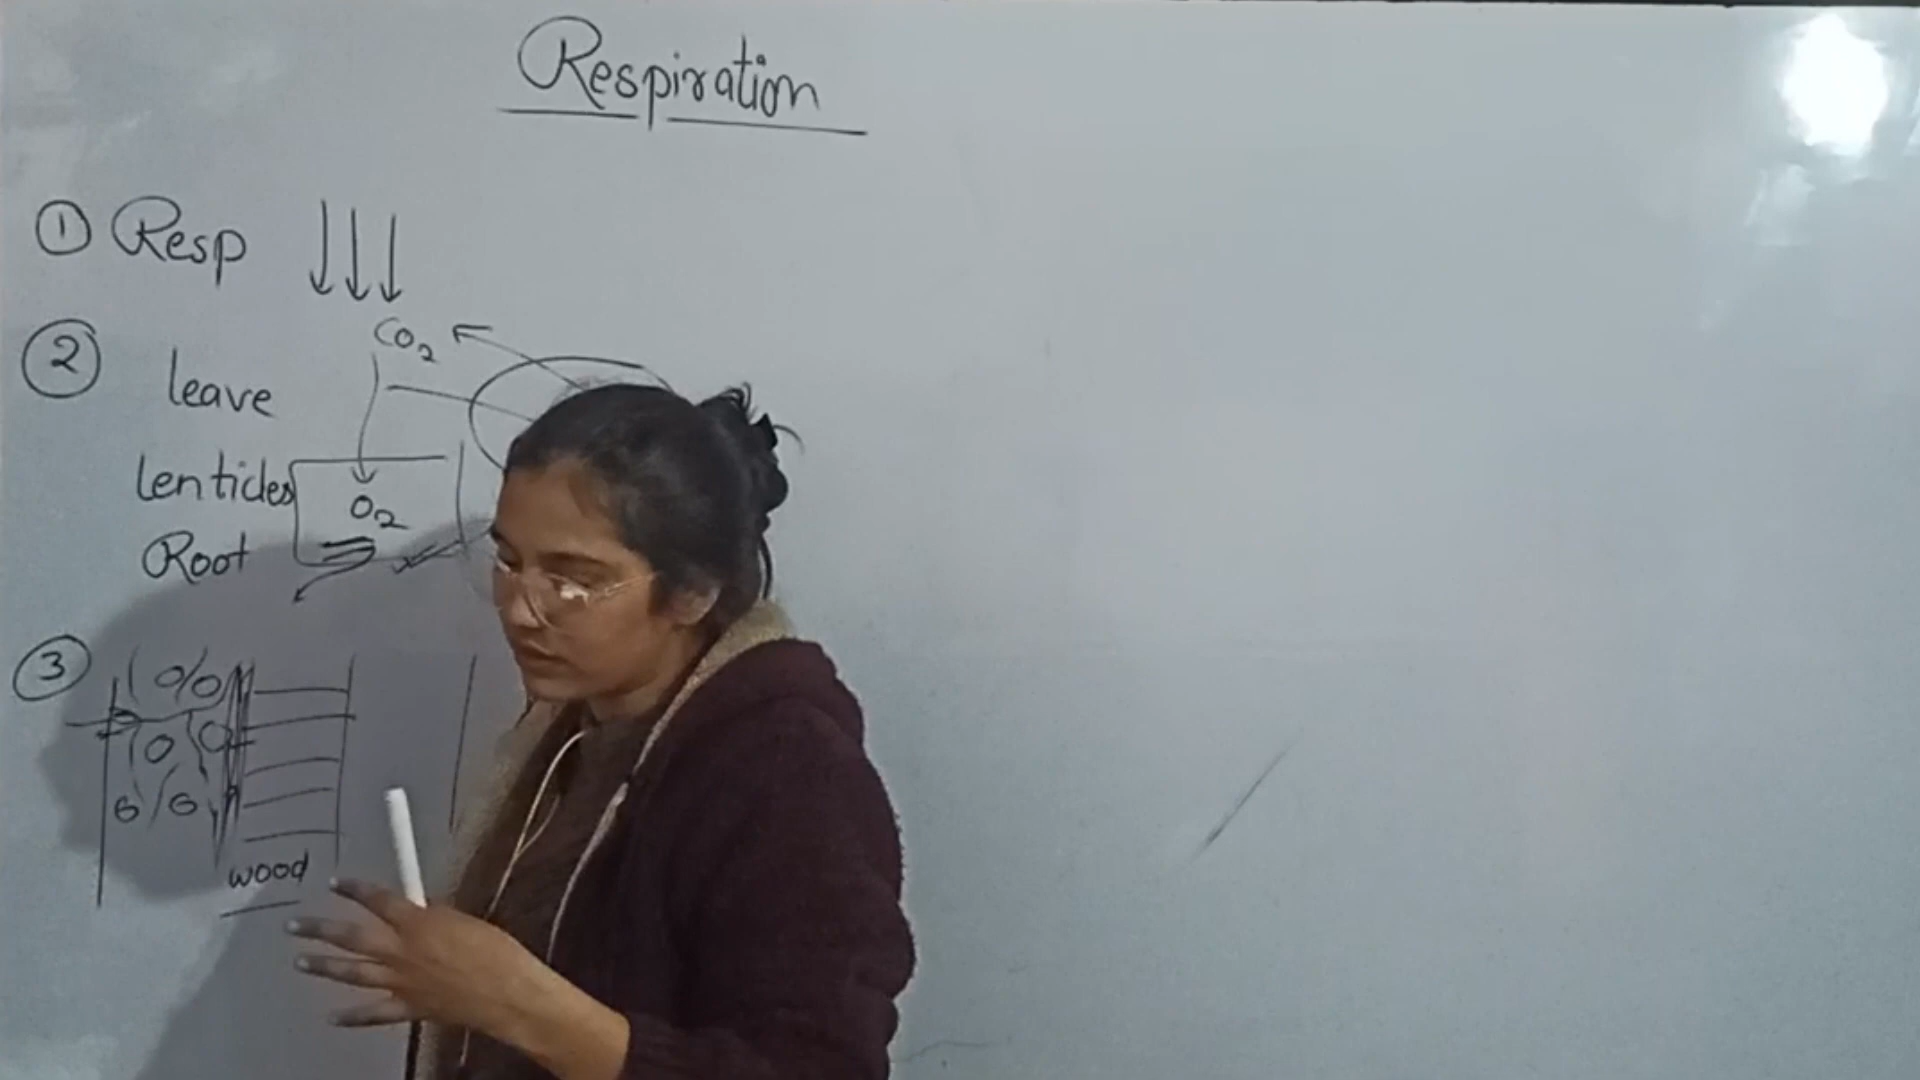 Respiration
① Resp
CO2
② leave
lenticles
O2
Root
③
wood